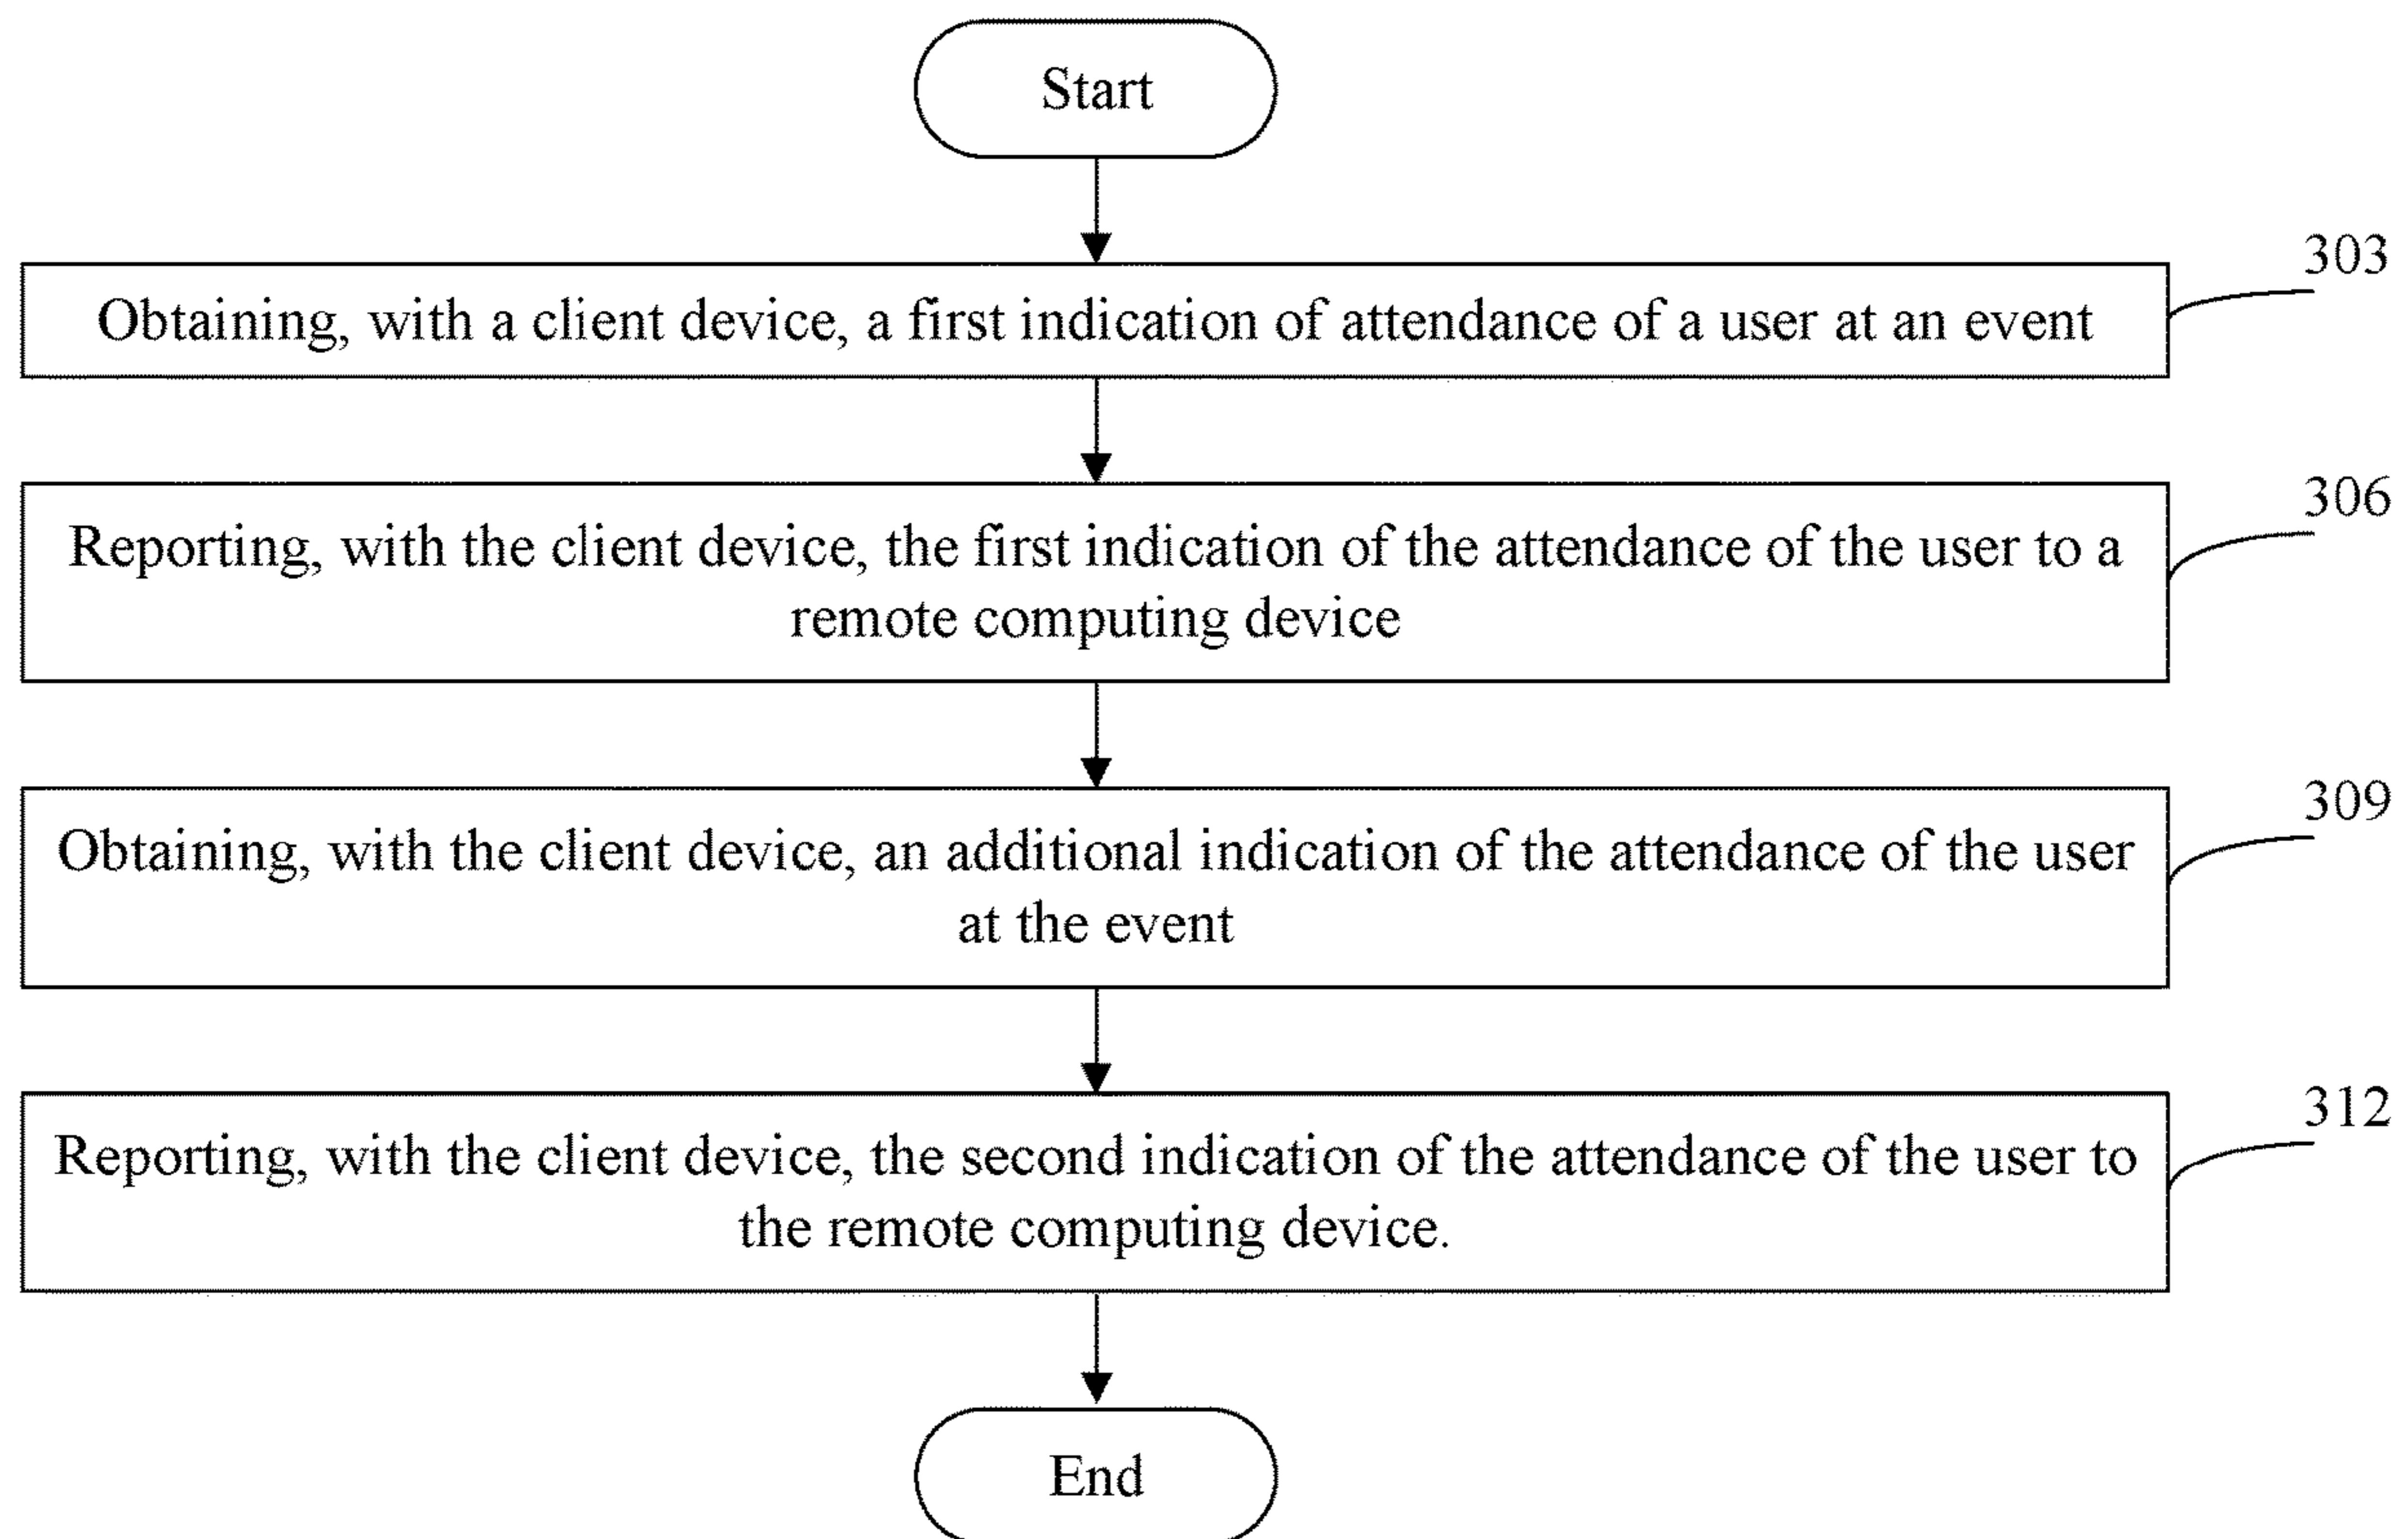 Start
303
Obtaining, with a client device, a first indication of attendance of a user at an event
306
Reporting, with the client device, the first indication of the attendance of the user to a
remote computing device
309
Obtaining, with the client device, an additional indication of the attendance of the user
at the event
312
Reporting, with the client device, the second indication of the attendance of the user to
the remote computing device.
End